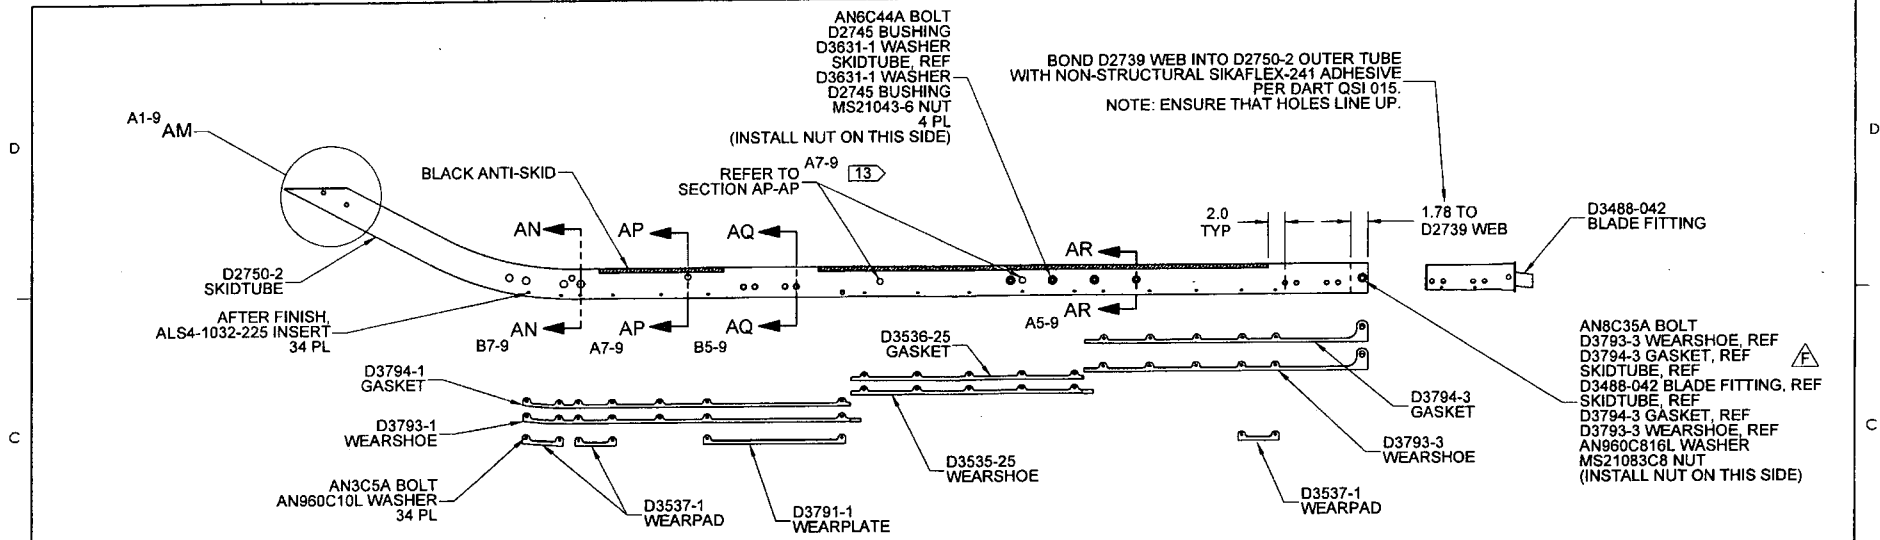 AN6C44A BOLT
D2745 BUSHING
D3631-1 WASHER
SKIDTUBE, REF
D3631-1 WASHER
D2745 BUSHING
MS21043-6 NUT
4 PL
(INSTALL NUT ON THIS SIDE)
BOND D2739 WEB INTO D2750-2 OUTER TUBE
WITH NON-STRUCTURAL SIKAFLEX-241 ADHESIVE
PER DART QSI 015.
NOTE: ENSURE THAT HOLES LINE UP.
A1-9
AM
D
D
BLACK ANTI-SKID
REFER TO
SECTION AP-AP
A7-9
13
2.0
TYP
1.78 TO
D2739 WEB
D3488-042
BLADE FITTING
AN
AP
AQ
AR
D2750-2
SKIDTUBE
AFTER FINISH,
ALS4-1032-225 INSERT
34 PL
AN
AP
AQ
AR
B7-9
A7-9
B5-9
A5-9
D3536-25
GASKET
AN8C35A BOLT
D3793-3 WEARSHOE, REF
D3794-3 GASKET, REF
SKIDTUBE, REF
D3488-042 BLADE FITTING, REF
SKIDTUBE, REF
D3794-3 GASKET, REF
D3793-3 WEARSHOE, REF
AN960C816L WASHER
MS21083C8 NUT
(INSTALL NUT ON THIS SIDE)
F
D3794-1
GASKET
D3794-3
GASKET
C
C
D3793-1
WEARSHOE
D3793-3
WEARSHOE
D3535-25
WEARSHOE
AN3C5A BOLT
AN960C10L WASHER
34 PL
D3537-1
WEARPAD
D3791-1
WEARPLATE
D3537-1
WEARPAD